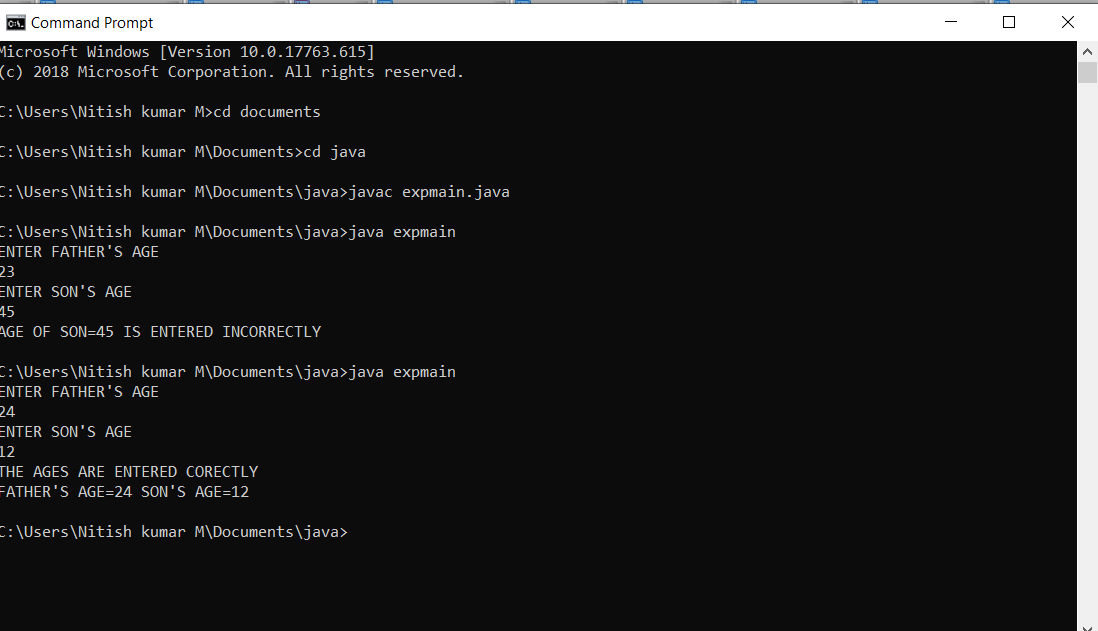 Command Prompt
Microsoft Windows [Version 10.0.17763.615]
(c) 2018 Microsoft Corporation. All rights reserved.
C:\Users\Nitish kumar M>cd documents
C:\Users\Nitish kumar M\Documents>cd java
C:\Users\Nitish kumar M\Documents\java>javac expmain.java
C:\Users\Nitish kumar M\Documents\java>java expmain
ENTER FATHER'S AGE
23
ENTER SON'S AGE
45
AGE OF SON=45 IS ENTERED INCORRECTLY
C:\Users\Nitish kumar M\Documents\java>java expmain
ENTER FATHER'S AGE
24
ENTER SON'S AGE
12
THE AGES ARE ENTERED CORECTLY
FATHER'S AGE=24 SON'S AGE=12
C:\Users\Nitish kumar M\Documents\java>